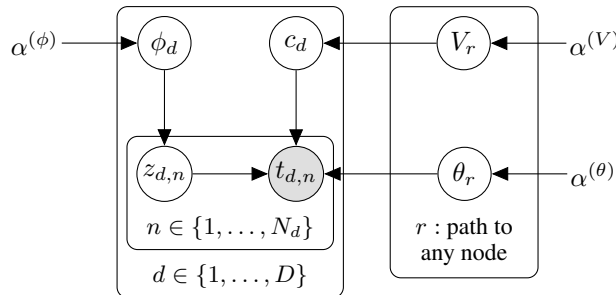 α^(ϕ) ϕ_d c_d V_r α^(V)
z_{d,n} t_{d,n} θ_r α^(θ)
n ∈ {1, . . . , N_d}
r : path to
any node
d ∈ {1, . . . , D}